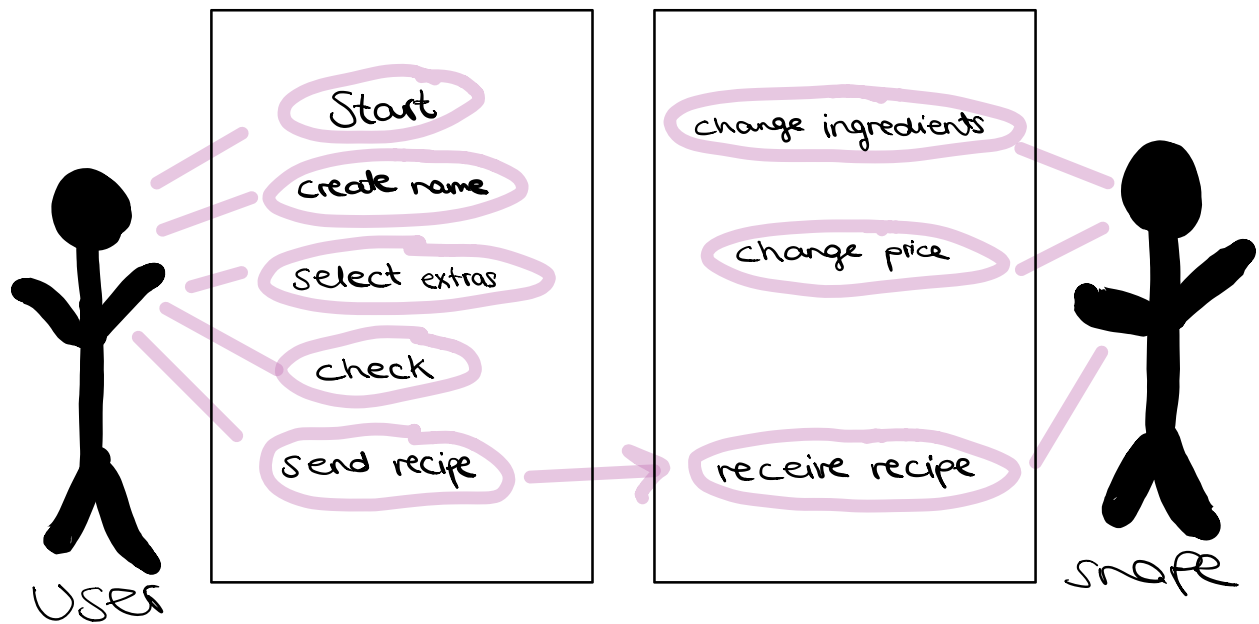 Start
create name
select extras
check
send recipe
change ingredients
change price
receive recipe
user
snape